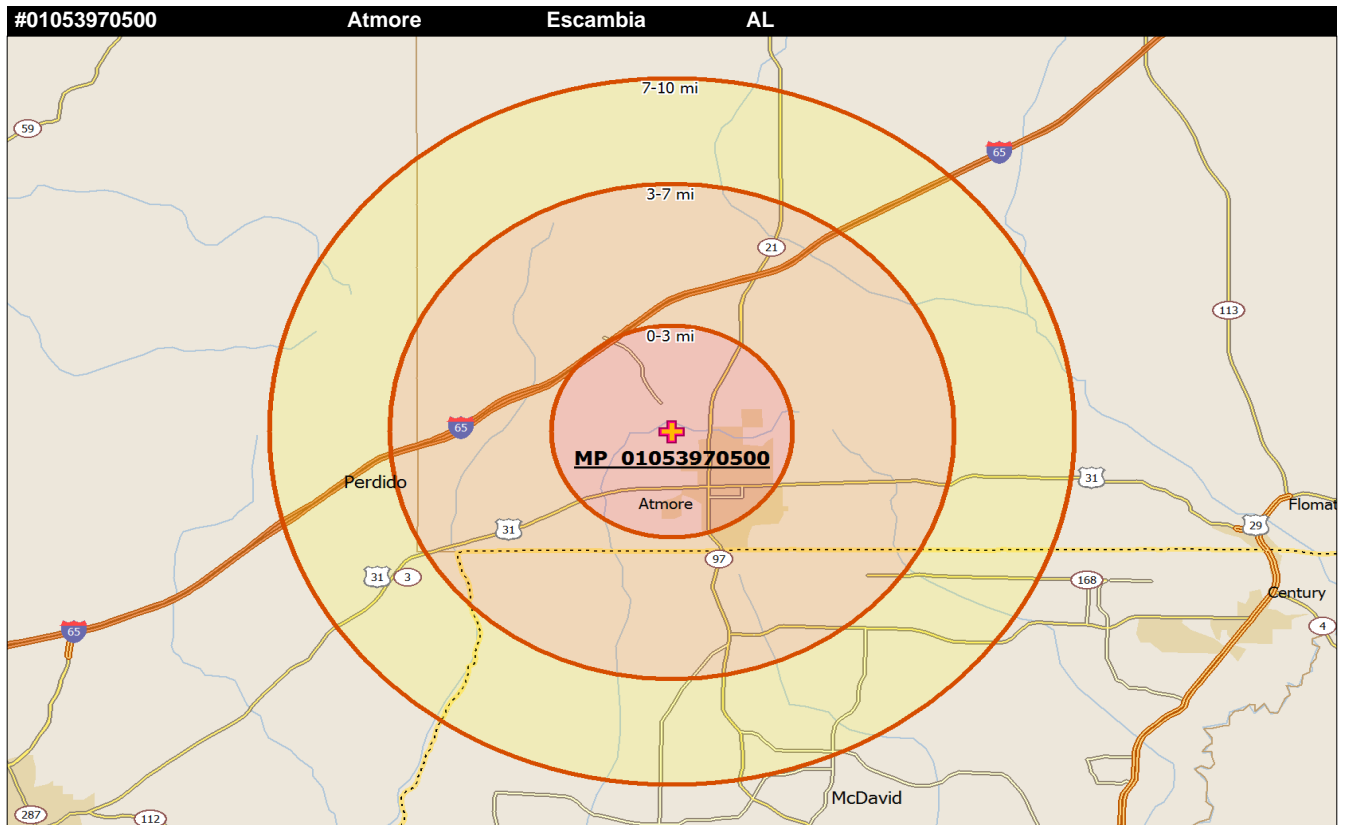 #01053970500 Atmore Escambia AL
7-10 mi
59
65
3-7 mi
21
113
0-3 mi
65
MP 01053970500
Perdido
31
Atmore
Flomat
31
29
97
31 3
168
Century
4
65
McDavid
287
112